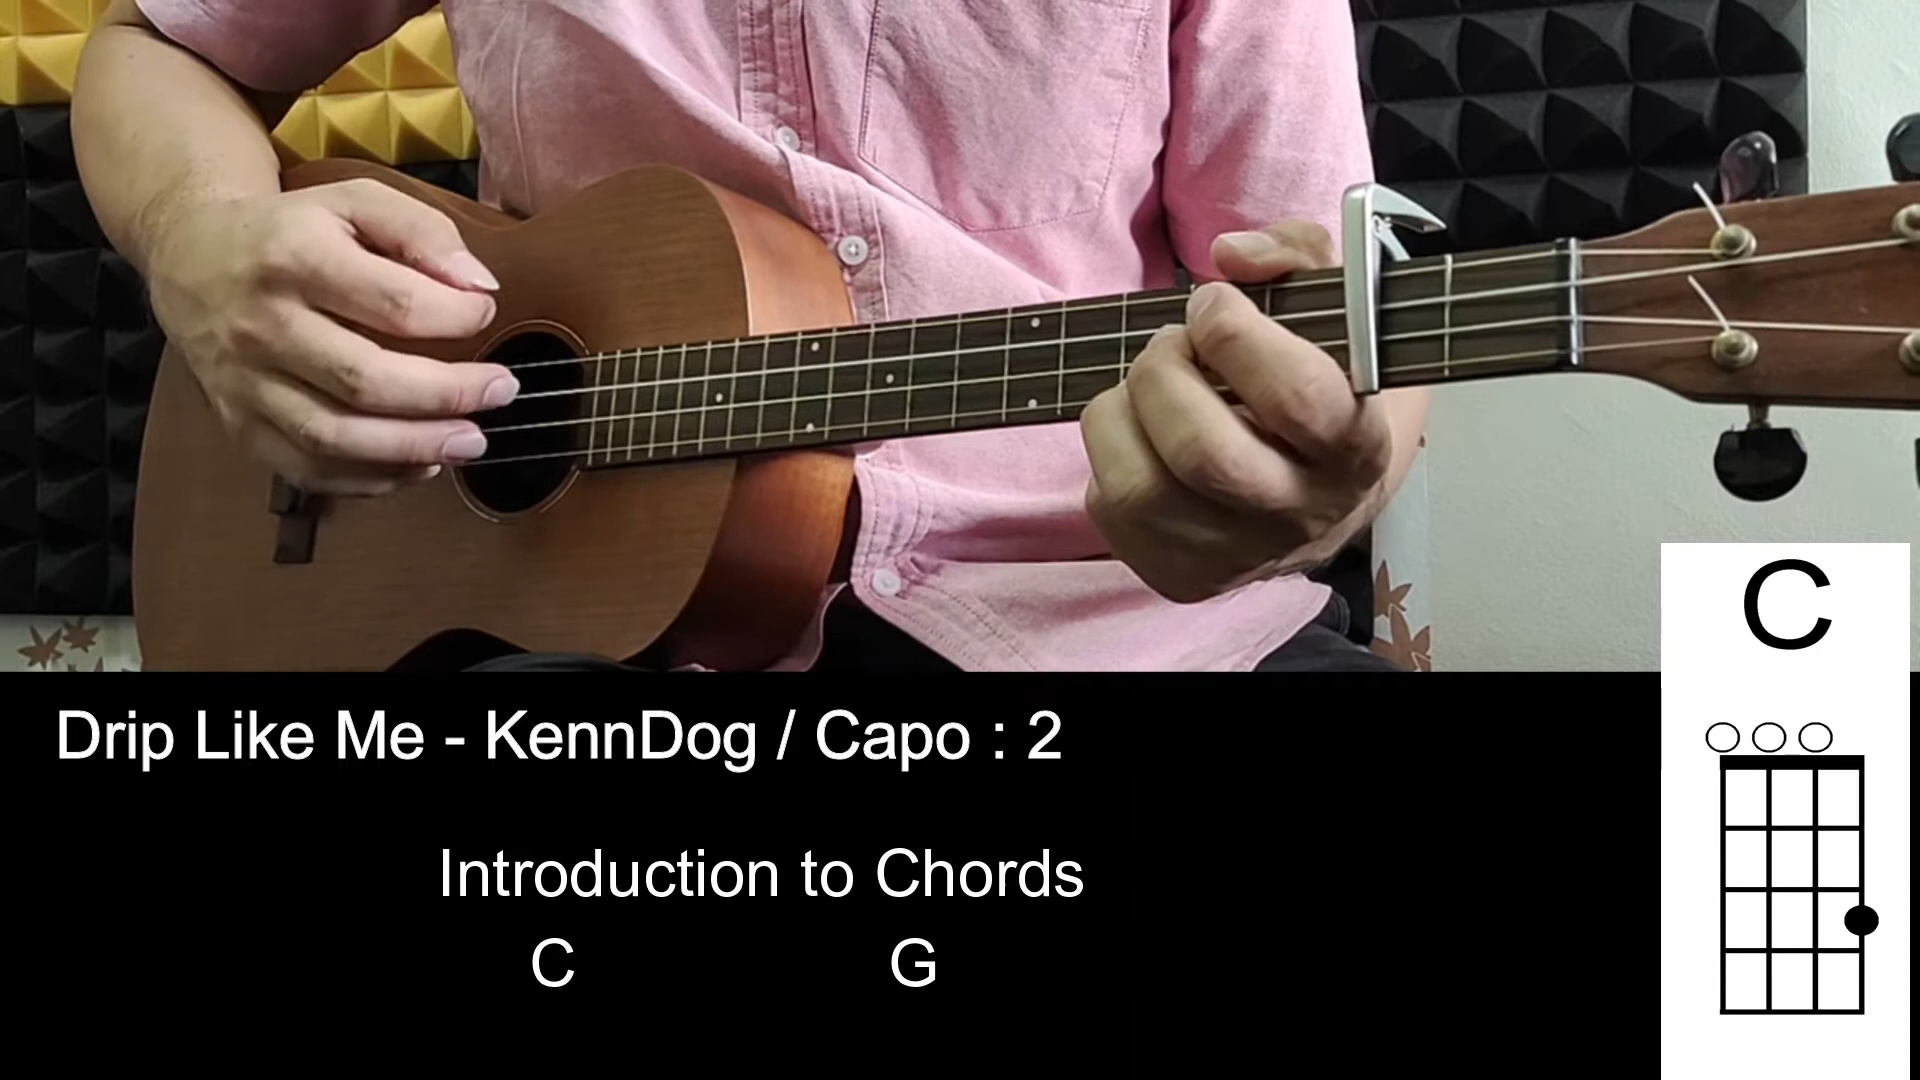 C
Drip Like Me - KennDog / Capo : 2
Introduction to Chords
C G